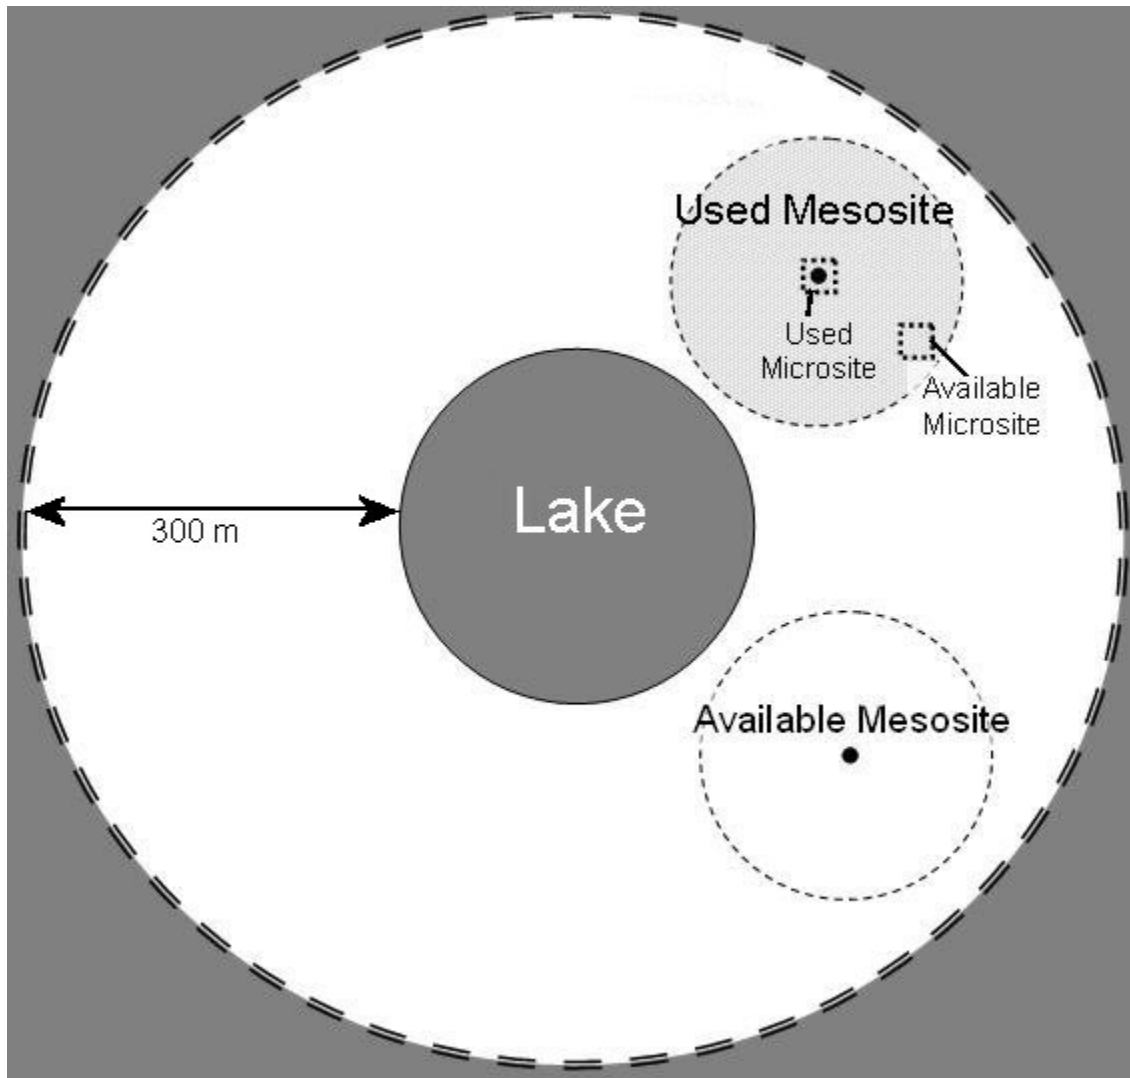 Used Mesosite
Used
Microsite
Available
Microsite
Lake
300 m
Available Mesosite